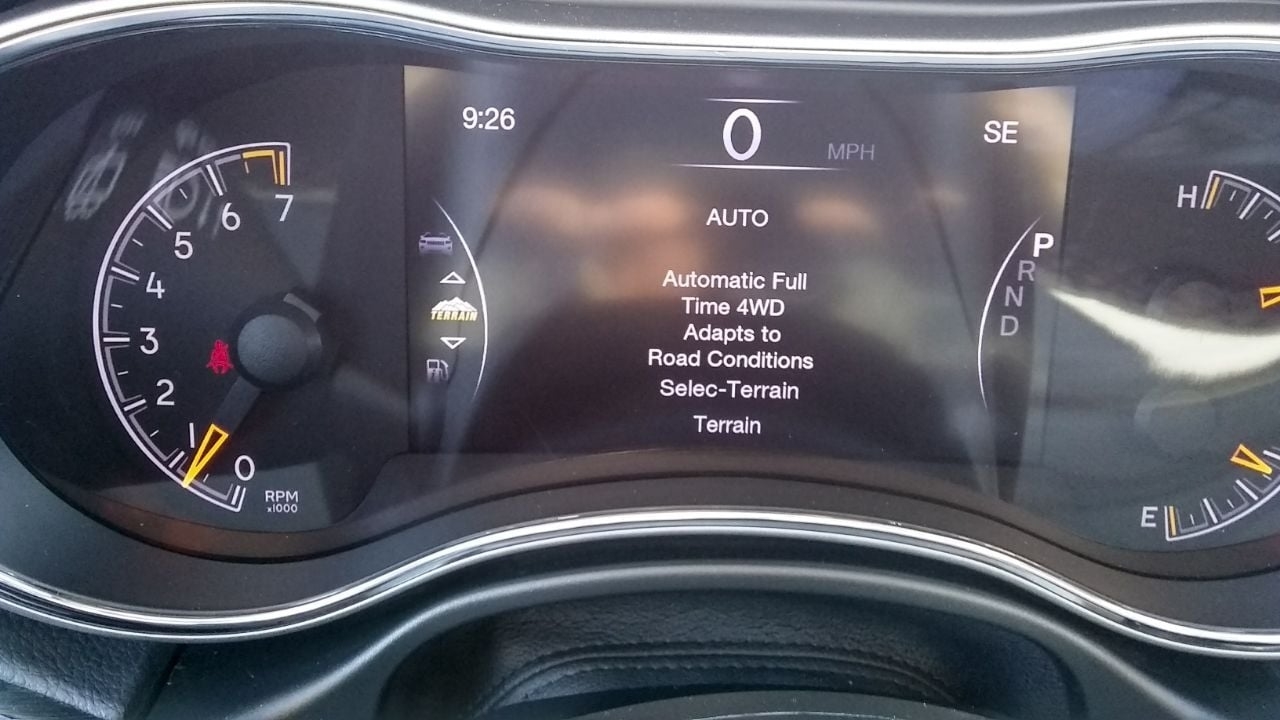 9:26
0
MPH
SE
AUTO
Automatic Full
Time 4WD
Adapts to
Road Conditions
Selec-Terrain
Terrain
TERRAIN
P
R
N
D
7
6
5
4
3
2
1
0
RPM
x1000
H
E